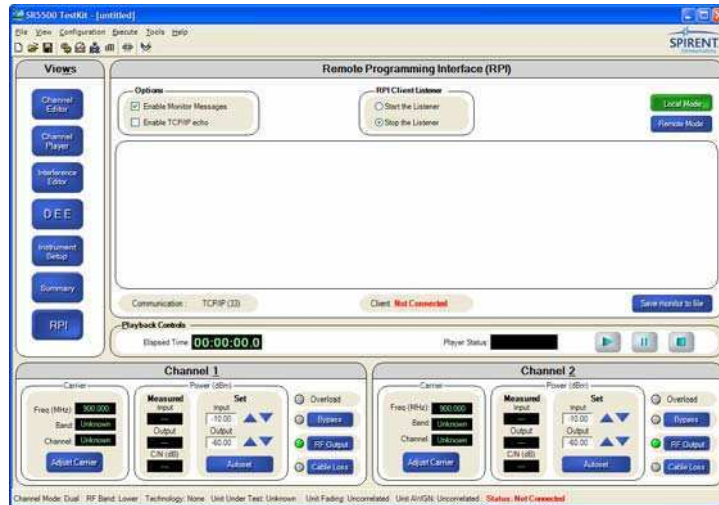 SR5500 TestKit - [untitled]
File View Configuration Execute Tools Help
SPIRENT
Views
Channel Editor
Channel Player
Interference Editor
DEE
Instrument Setup
Summary
RPI
Remote Programming Interface (RPI)
Options
Enable Monitor Messages
Enable TCP/IP echo
RPI Client Listener
Start the Listener
Stop the Listener
Local Mode
Remote Mode
Communication : TCP/IP (33)
Client: Not Connected
Save monitor to file
Playback Controls
Elapsed Time: 00:00:00.0
Player Status:
Channel 1
Carrier
Freq (MHz): 900.000
Band: Unknown
Channel: Unknown
Adjust Carrier
Power (dBm)
Measured Set
Input Input
--- -10.00
Output Output
--- -60.00
C/N (dB)
---
Autoset
Overload
Bypass
RF Output
Cable Loss
Channel 2
Carrier
Freq (MHz): 900.000
Band: Unknown
Channel: Unknown
Adjust Carrier
Power (dBm)
Measured Set
Input Input
--- -10.00
Output Output
--- -60.00
C/N (dB)
---
Autoset
Overload
Bypass
RF Output
Cable Loss
Channel Mode: Dual RF Band: Lower Technology: None Unit Under Test: Unknown Unit Fading: Uncorrelated Unit AWGN: Uncorrelated Status: Not Connected